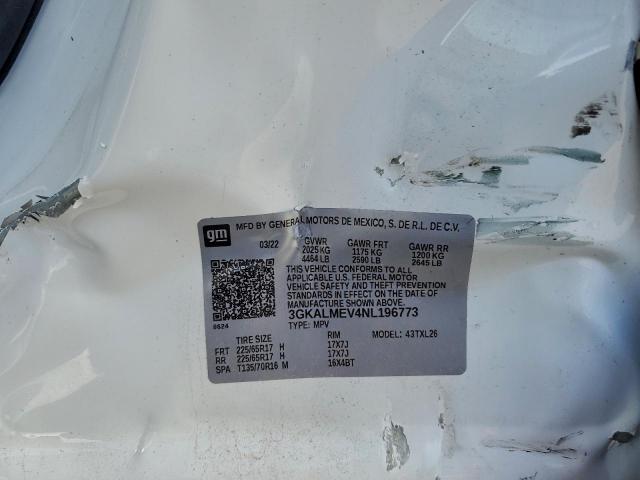 gm
MFD BY GENERAL MOTORS DE MEXICO, S. DE R.L. DE C.V.
03/22 GVWR GAWR FRT GAWR RR
2025 KG 1175 KG 1200 KG
4464 LB 2590 LB 2645 LB
THIS VEHICLE CONFORMS TO ALL
APPLICABLE U.S. FEDERAL MOTOR
VEHICLE SAFETY AND THEFT PREVENTION
STANDARDS IN EFFECT ON THE DATE OF
MANUFACTURE SHOWN ABOVE.
3GKALMEV4NL196773
TYPE: MPV MODEL: 43TXL26
6624
TIRE SIZE RIM
FRT 225/65R17 H 17X7J
RR 225/65R17 H 17X7J
SPA T135/70R16 M 16X4BT